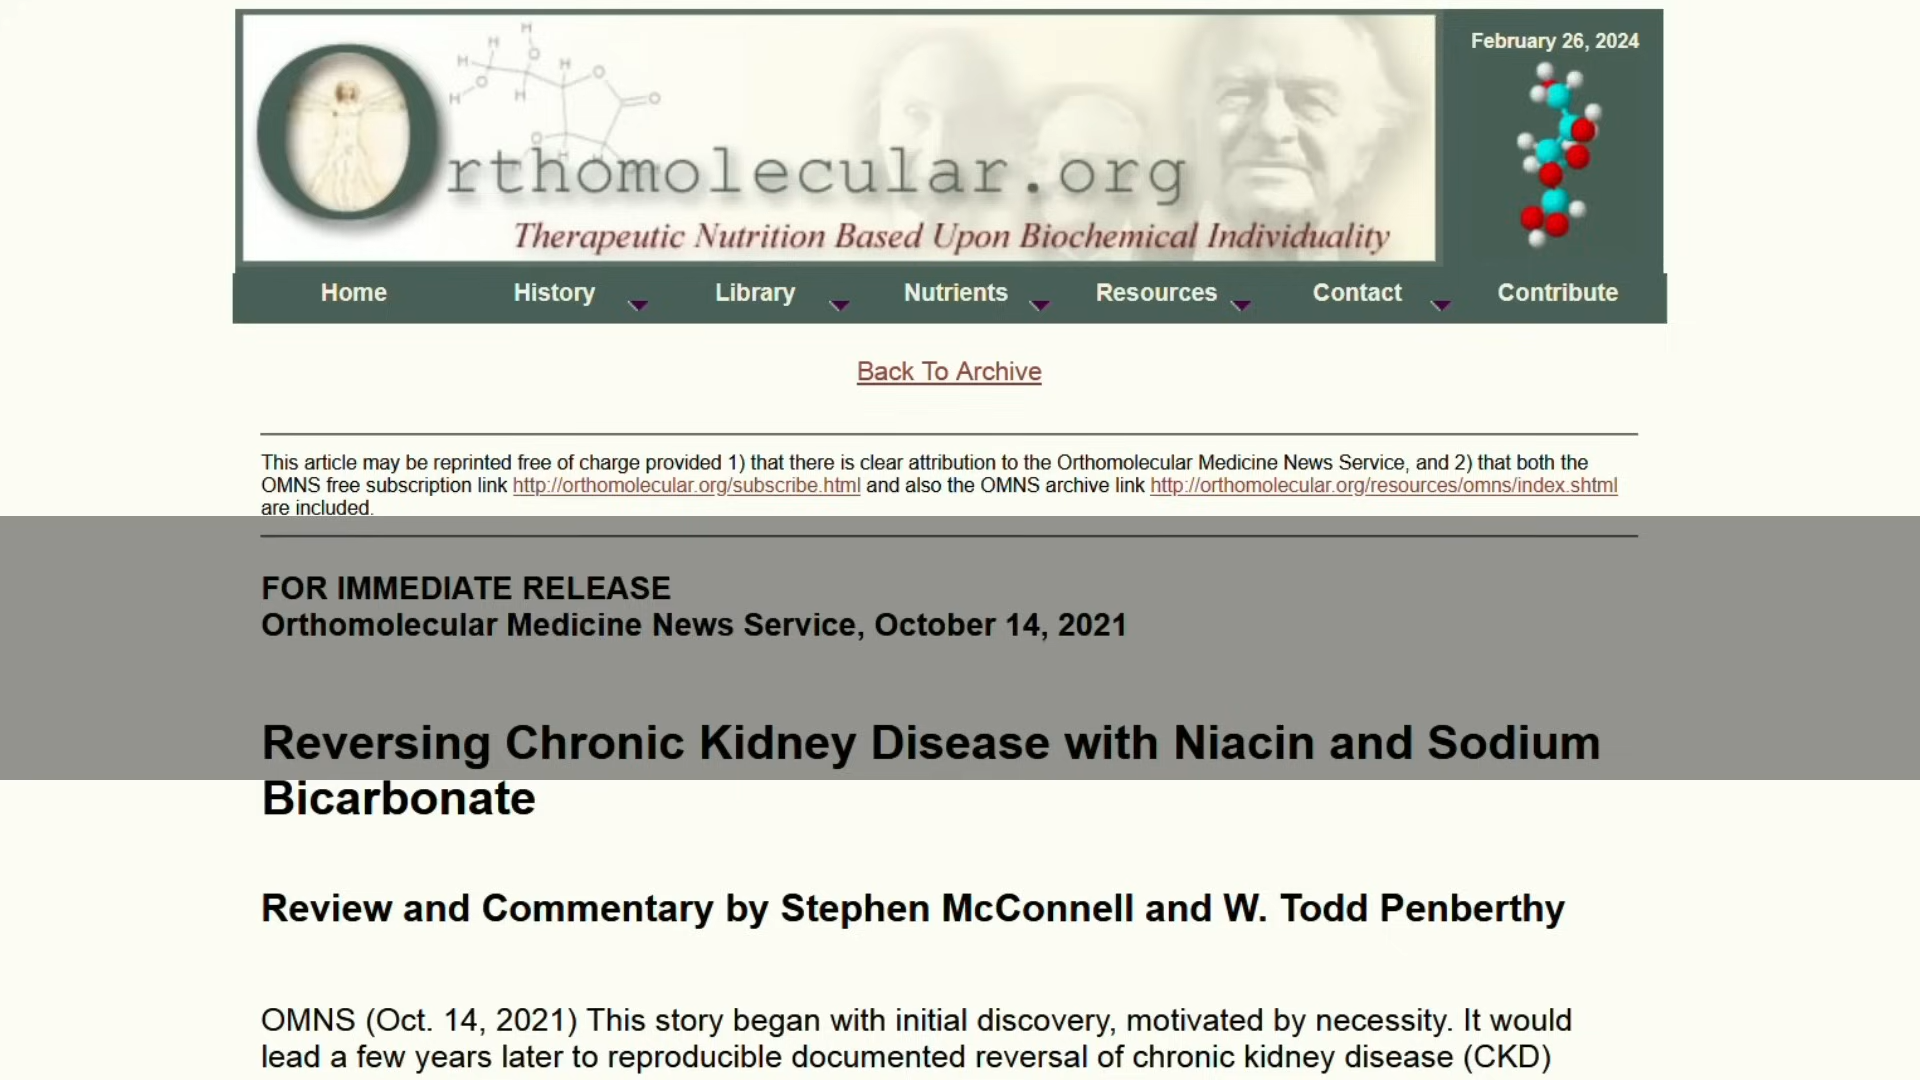 February 26, 2024
Orthomolecular.org
Therapeutic Nutrition Based Upon Biochemical Individuality
Home History Library Nutrients Resources Contact Contribute
Back To Archive
This article may be reprinted free of charge provided 1) that there is clear attribution to the Orthomolecular Medicine News Service, and 2) that both the
OMNS free subscription link http://orthomolecular.org/subscribe.html and also the OMNS archive link http://orthomolecular.org/resources/omns/index.shtml
are included.
FOR IMMEDIATE RELEASE
Orthomolecular Medicine News Service, October 14, 2021
Reversing Chronic Kidney Disease with Niacin and Sodium
Bicarbonate
Review and Commentary by Stephen McConnell and W. Todd Penberthy
OMNS (Oct. 14, 2021) This story began with initial discovery, motivated by necessity. It would
lead a few years later to reproducible documented reversal of chronic kidney disease (CKD)